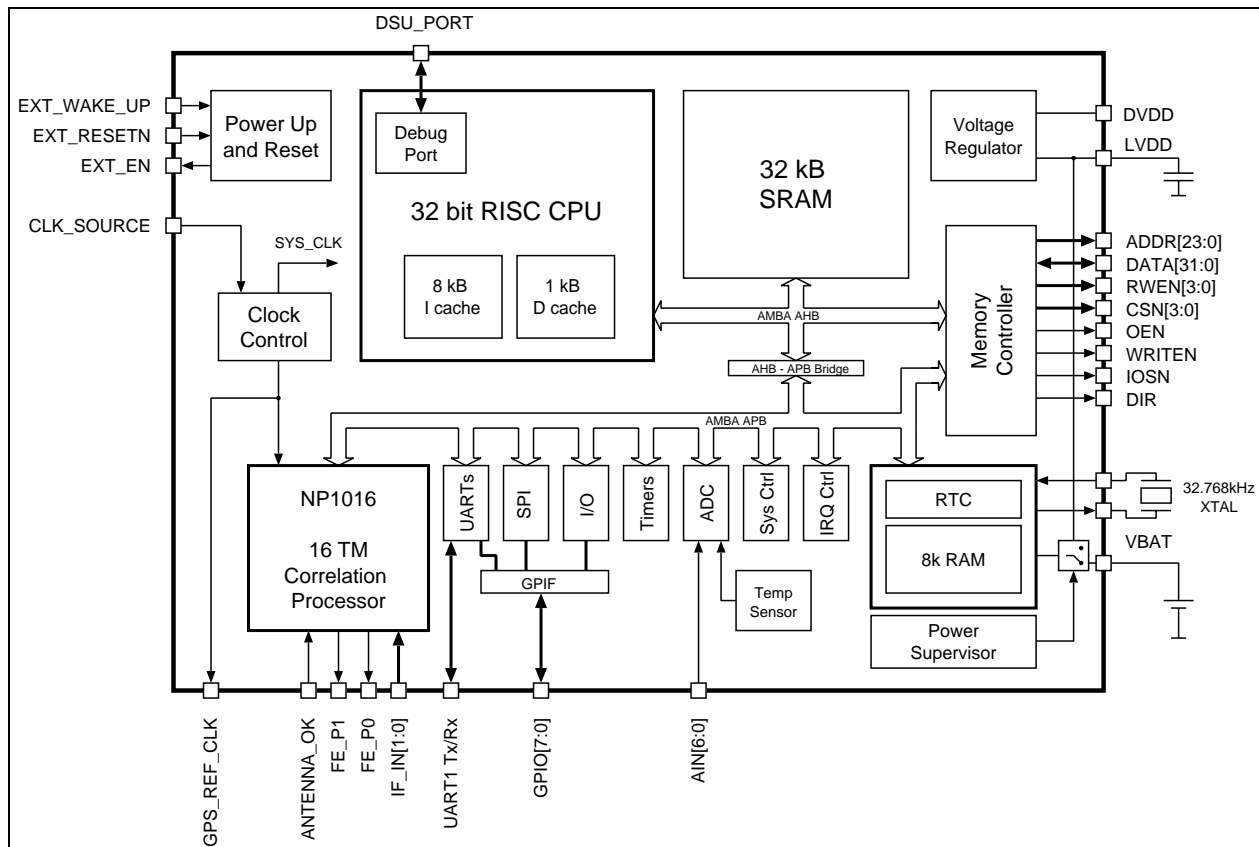 DSU_PORT
EXT_WAKE_UP
EXT_RESETN
EXT_EN
CLK_SOURCE
Power Up
and Reset
SYS_CLK
Clock
Control
Debug
Port
32 bit RISC CPU
8 kB
I cache
1 kB
D cache
32 kB
SRAM
Voltage
Regulator
DVDD
LVDD
AMBA AHB
AHB - APB Bridge
AMBA APB
Memory
Controller
ADDR[23:0]
DATA[31:0]
RWEN[3:0]
CSN[3:0]
OEN
WRITEN
IOSN
DIR
NP1016
16 TM
Correlation
Processor
UARTs
SPI
I/O
Timers
ADC
Sys Ctrl
IRQ Ctrl
GPIF
Temp
Sensor
RTC
8k RAM
Power
Supervisor
32.768kHz
XTAL
VBAT
GPS_REF_CLK
ANTENNA_OK
FE_P1
FE_P0
IF_IN[1:0]
UART1 Tx/Rx
GPIO[7:0]
AIN[6:0]